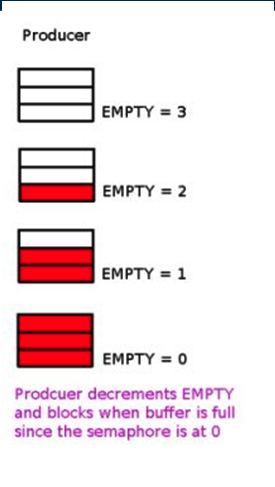 Producer
EMPTY = 3
EMPTY = 2
EMPTY = 1
EMPTY = 0
Prodcuer decrements EMPTY
and blocks when buffer is full
since the semaphore is at 0